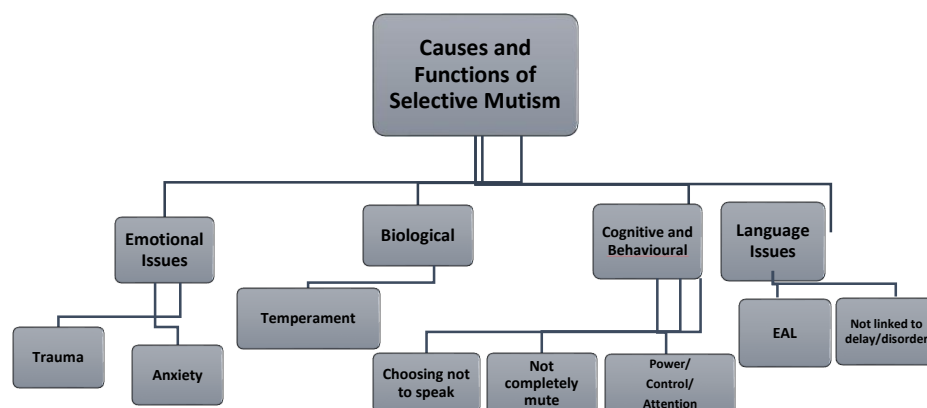 Causes and
Functions of
Selective Mutism
Emotional
Issues
Biological
Cognitive and
Behavioural
Language
Issues
Trauma
Anxiety
Temperament
Choosing not
to speak
Not
completely
mute
Power/
Control/
Attention
EAL
Not linked to
delay/disorder